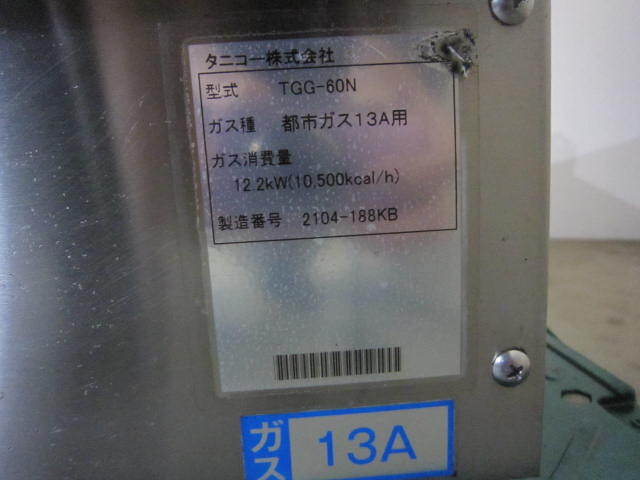 タニコー株式会社
型式 TGG-60N
ガス種 都市ガス13A用
ガス消費量
12.2kW(10,500kcal/h)
製造番号 2104-188KB
ガス 13A